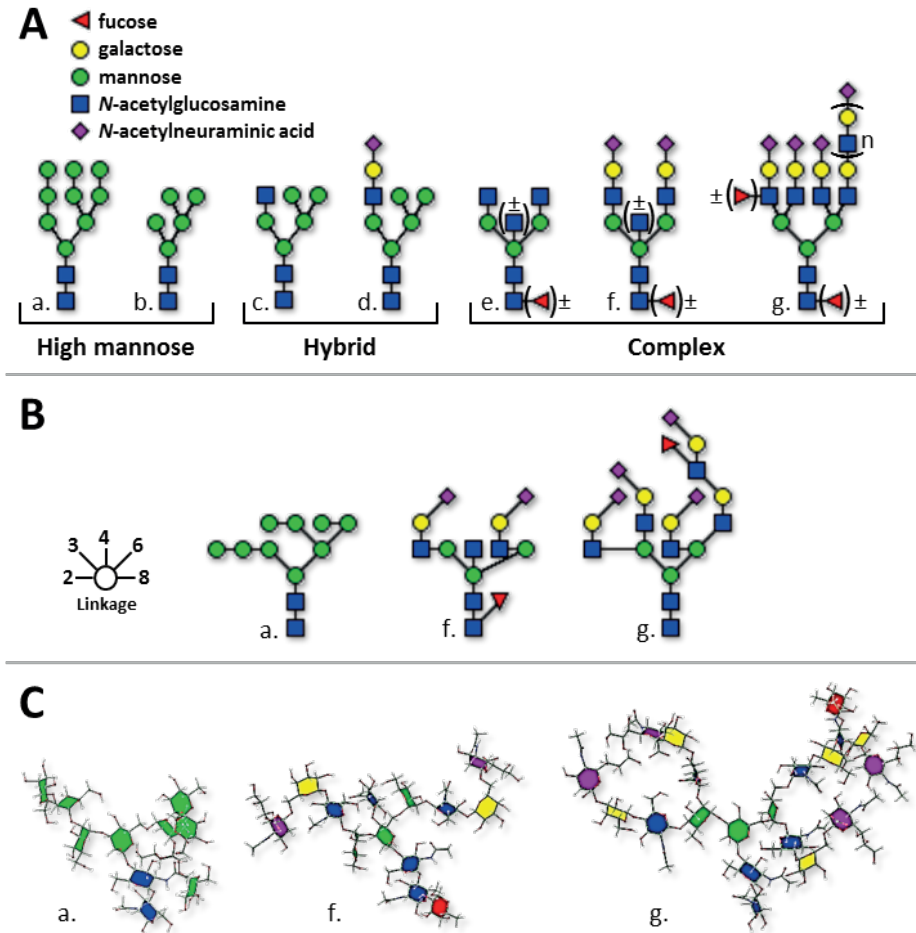 A
fucose
galactose
mannose
N-acetylglucosamine
N-acetylneuraminic acid
n
± ( )
(±) (±)
a. b. c. d. e. ( )± f. ( )± g. ( )±
High mannose Hybrid Complex
B
3 4 6
2 8
Linkage
a. f. g.
C
a. f. g.